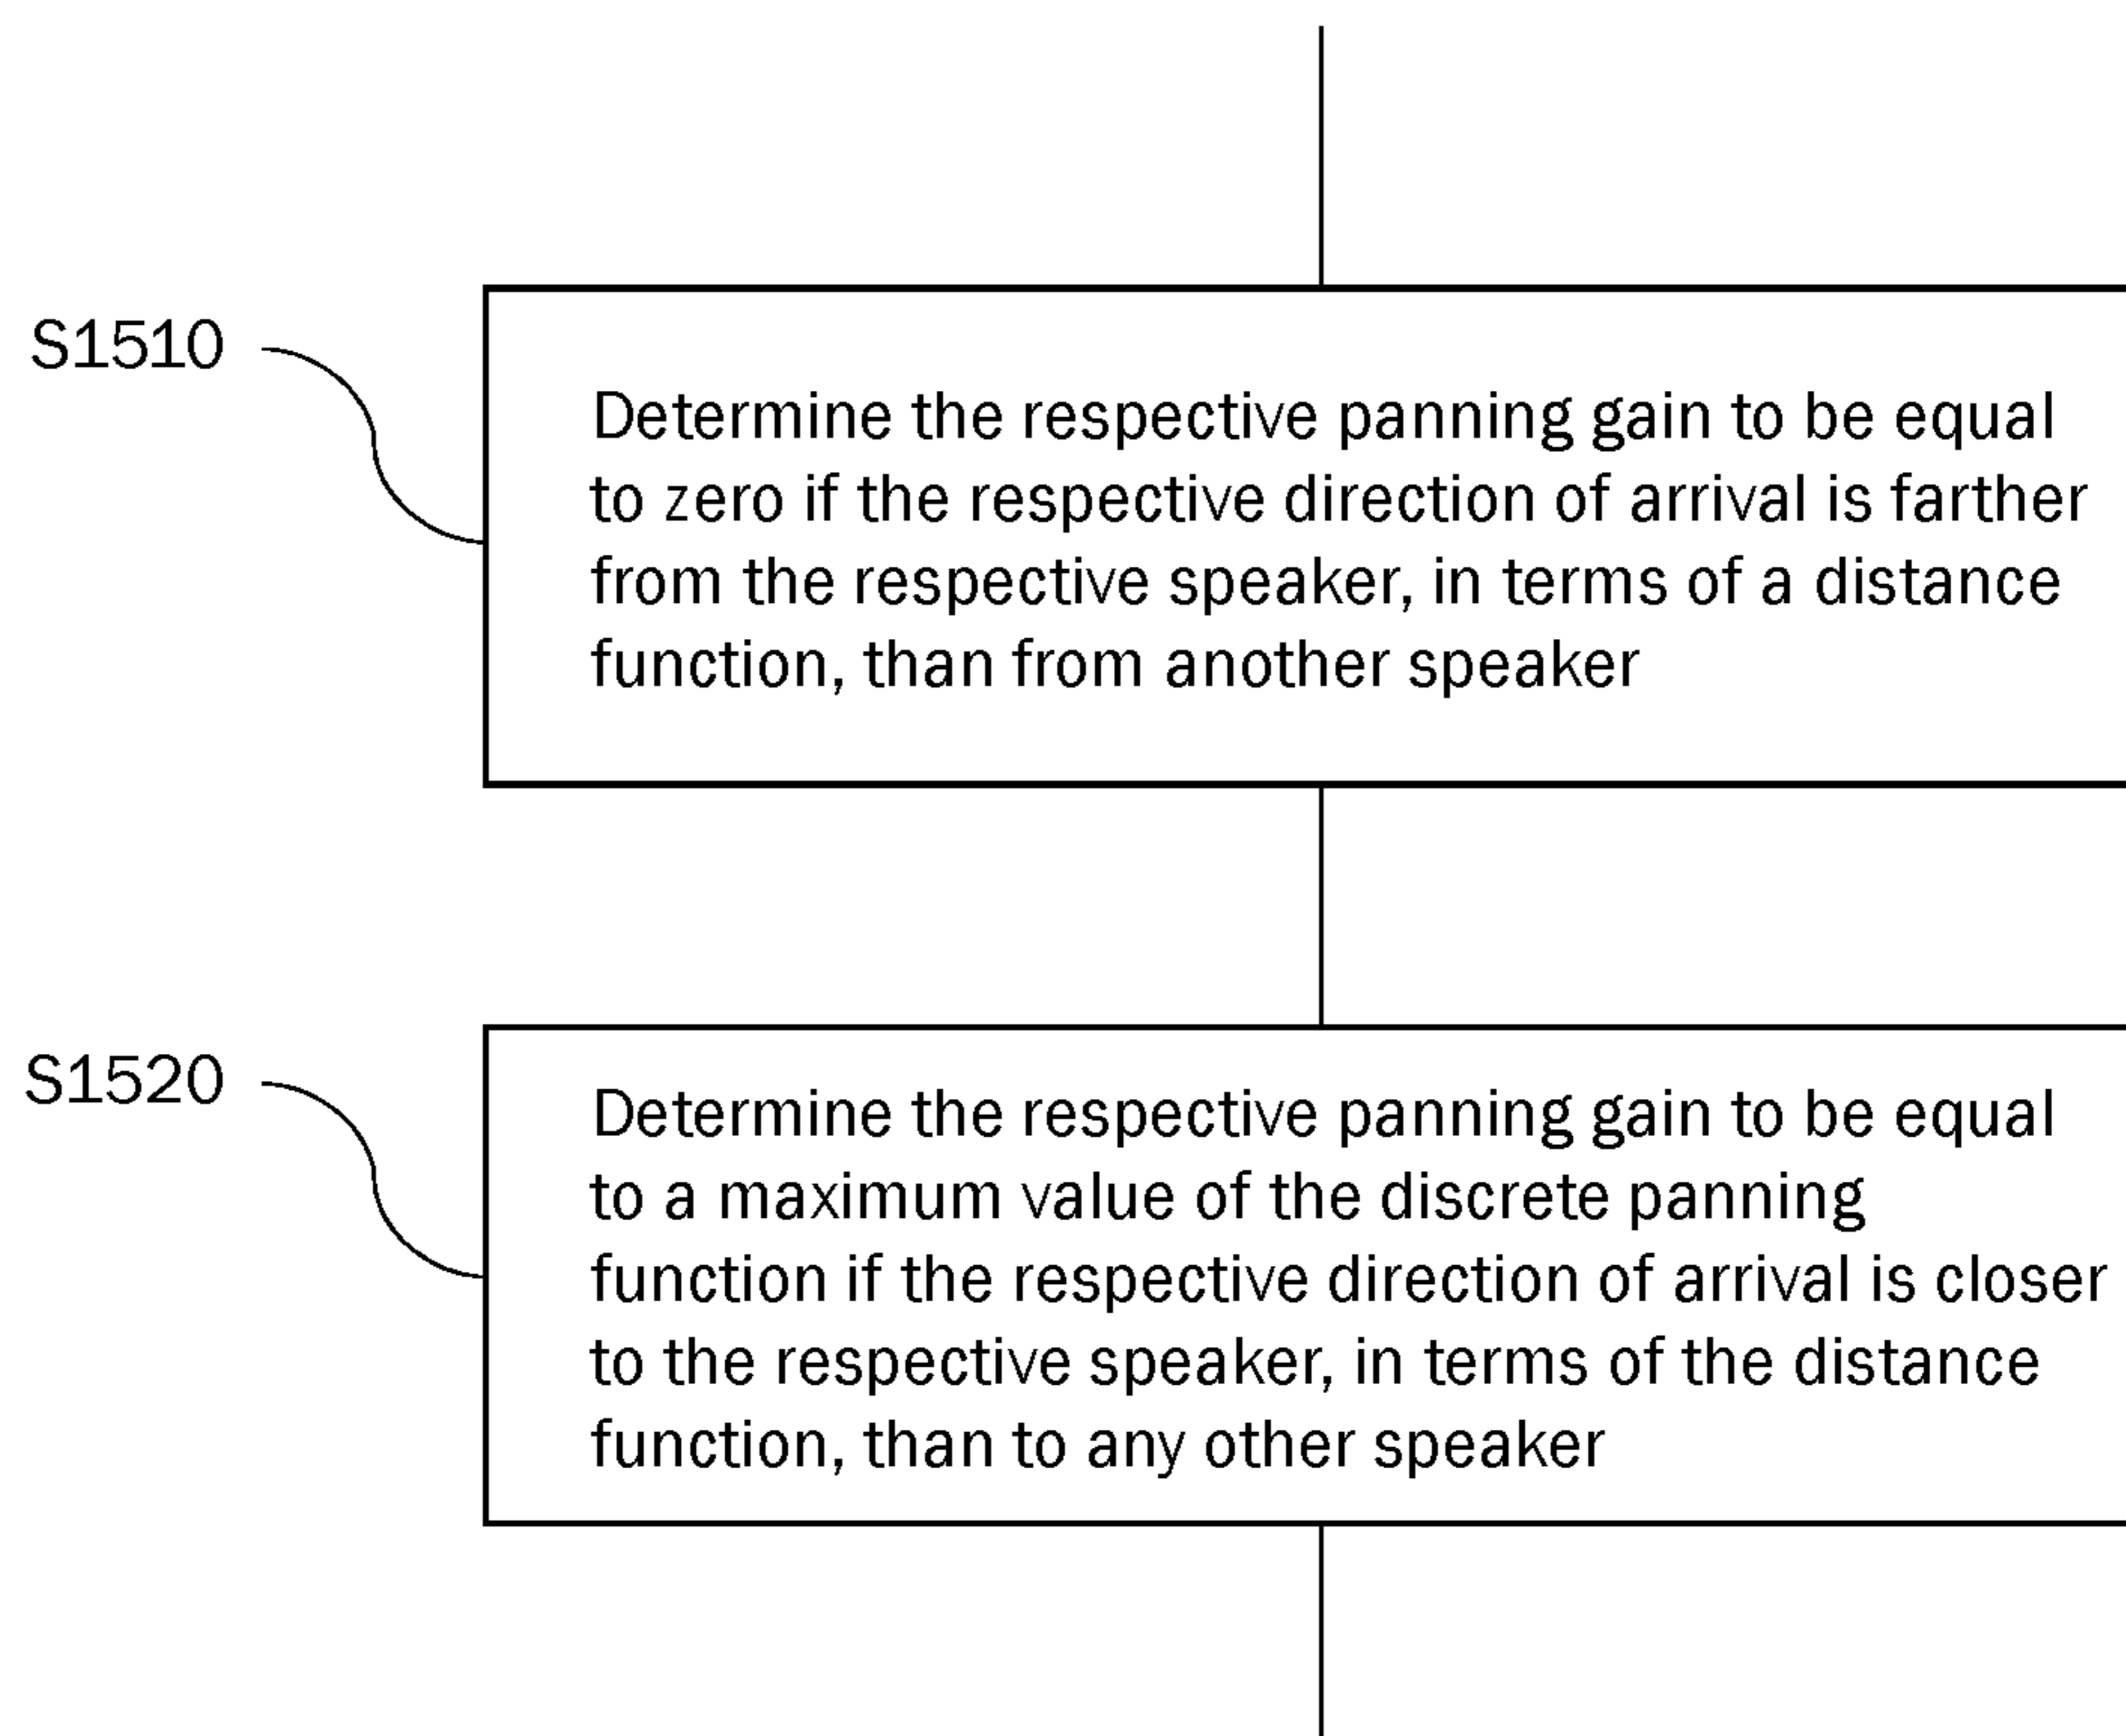 S1510
Determine the respective panning gain to be equal
to zero if the respective direction of arrival is farther
from the respective speaker, in terms of a distance
function, than from another speaker
S1520
Determine the respective panning gain to be equal
to a maximum value of the discrete panning
function if the respective direction of arrival is closer
to the respective speaker, in terms of the distance
function, than to any other speaker